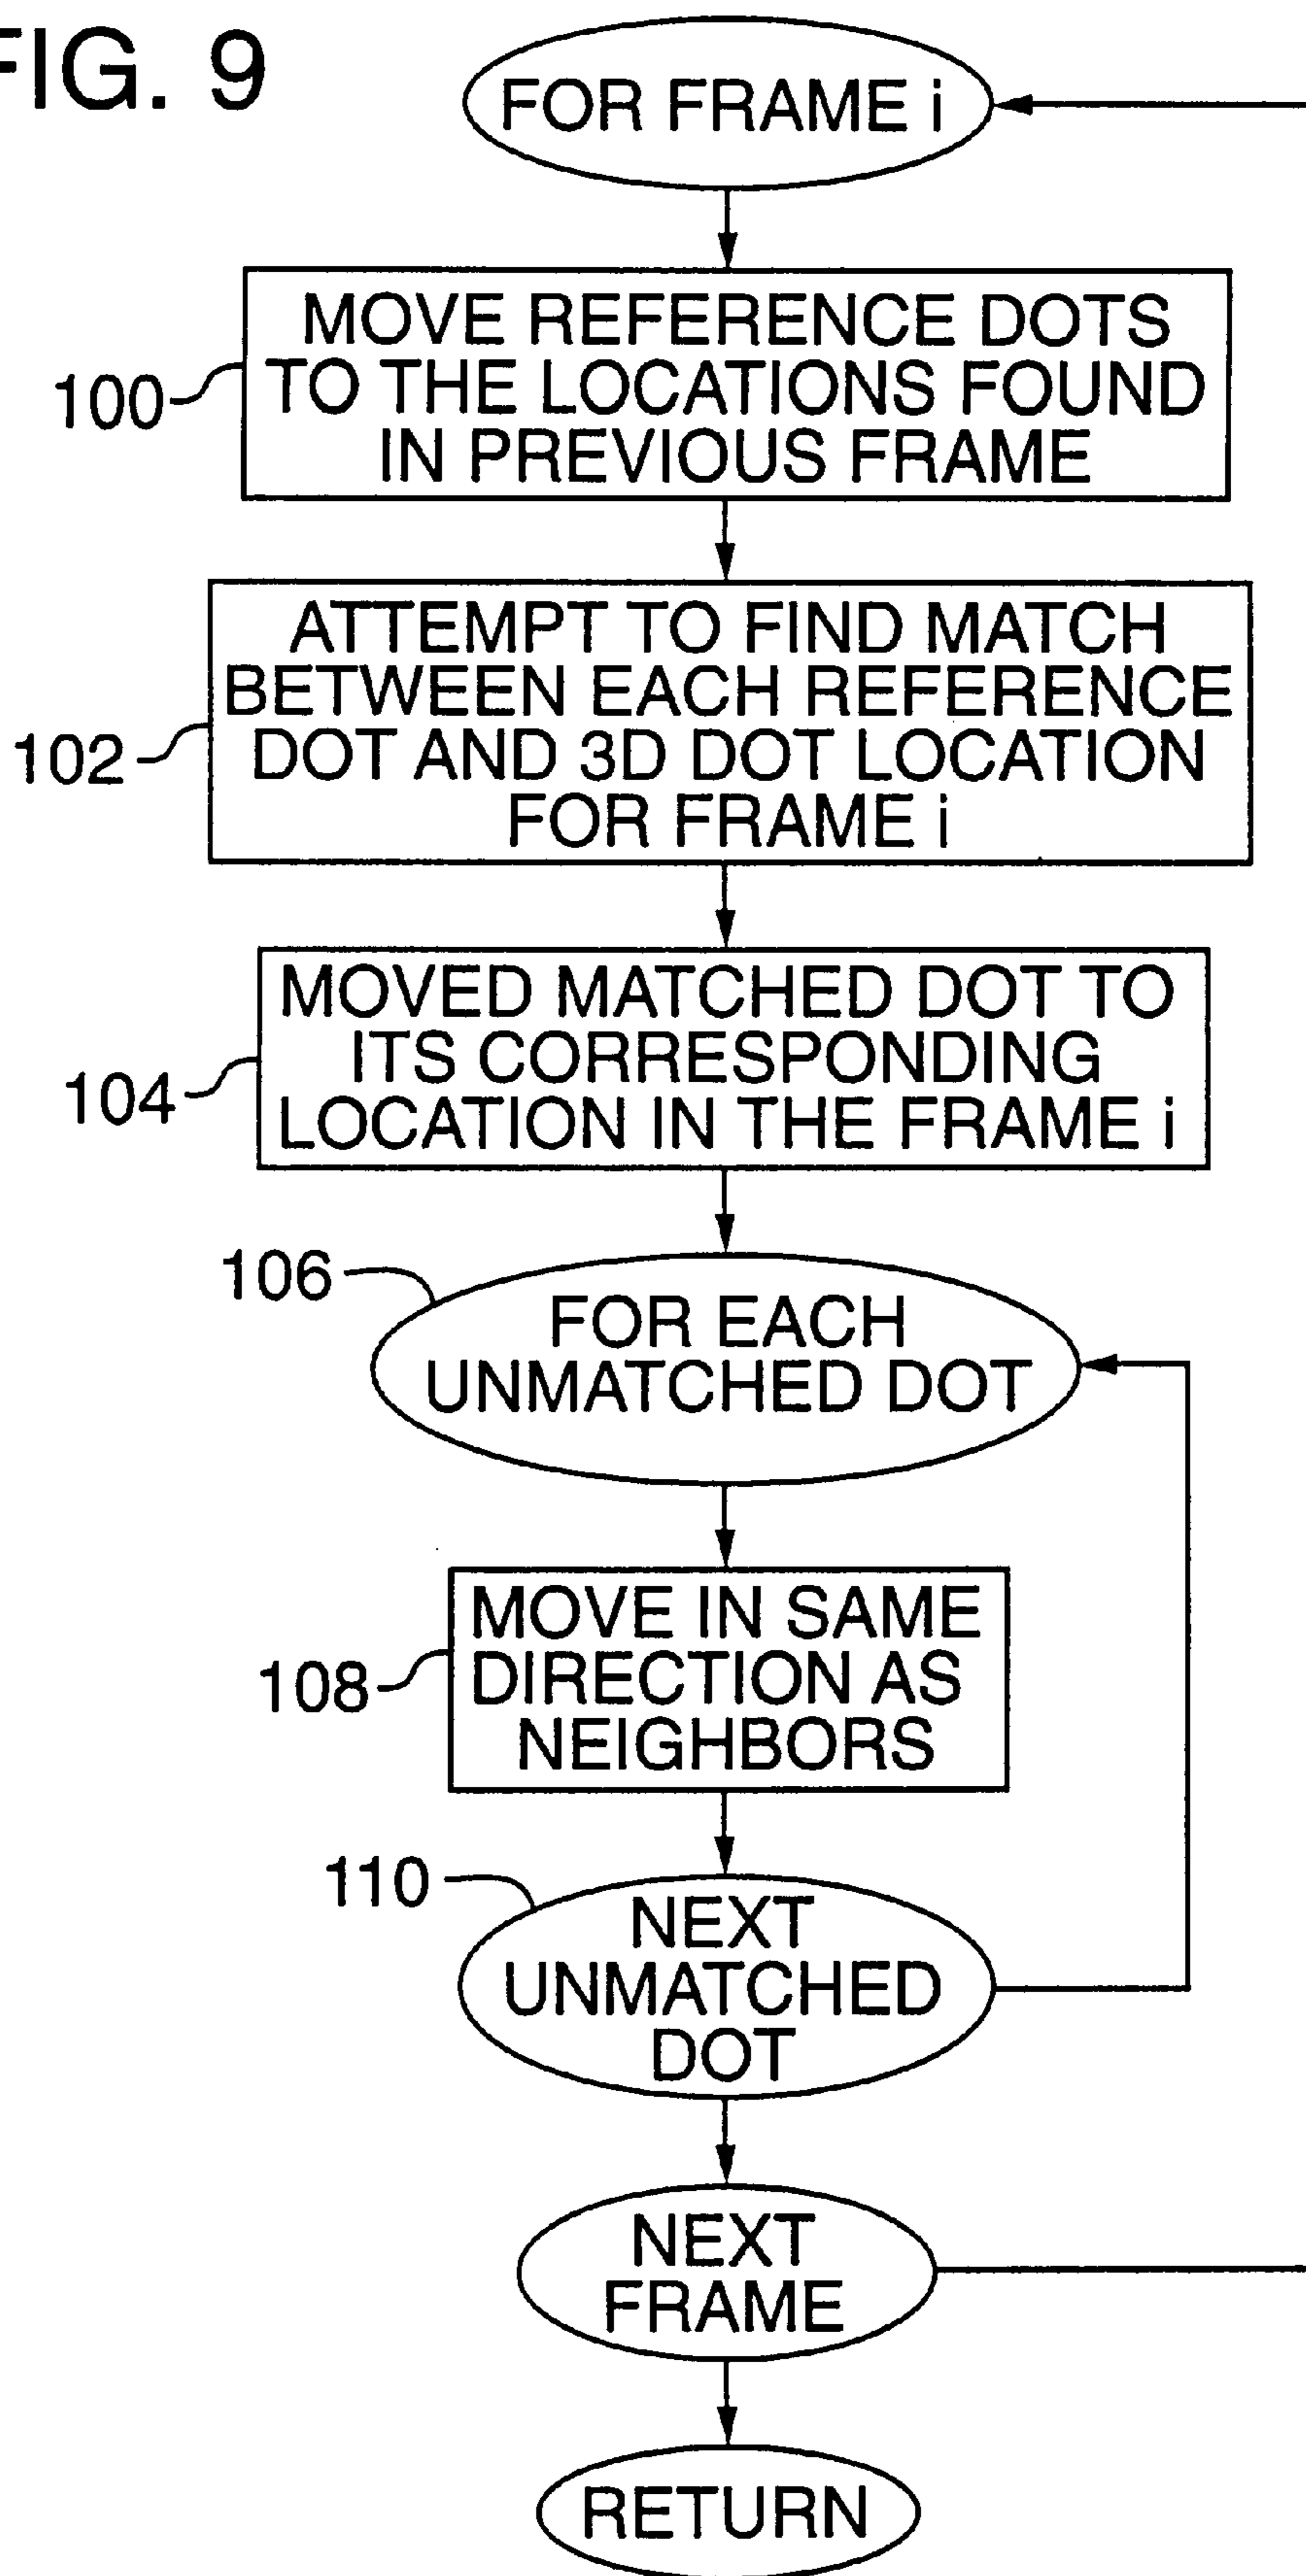 FIG. 9
FOR FRAME i
100
MOVE REFERENCE DOTS
TO THE LOCATIONS FOUND
IN PREVIOUS FRAME
102
ATTEMPT TO FIND MATCH
BETWEEN EACH REFERENCE
DOT AND 3D DOT LOCATION
FOR FRAME i
104
MOVED MATCHED DOT TO
ITS CORRESPONDING
LOCATION IN THE FRAME i
106
FOR EACH
UNMATCHED DOT
108
MOVE IN SAME
DIRECTION AS
NEIGHBORS
110
NEXT
UNMATCHED
DOT
NEXT
FRAME
RETURN